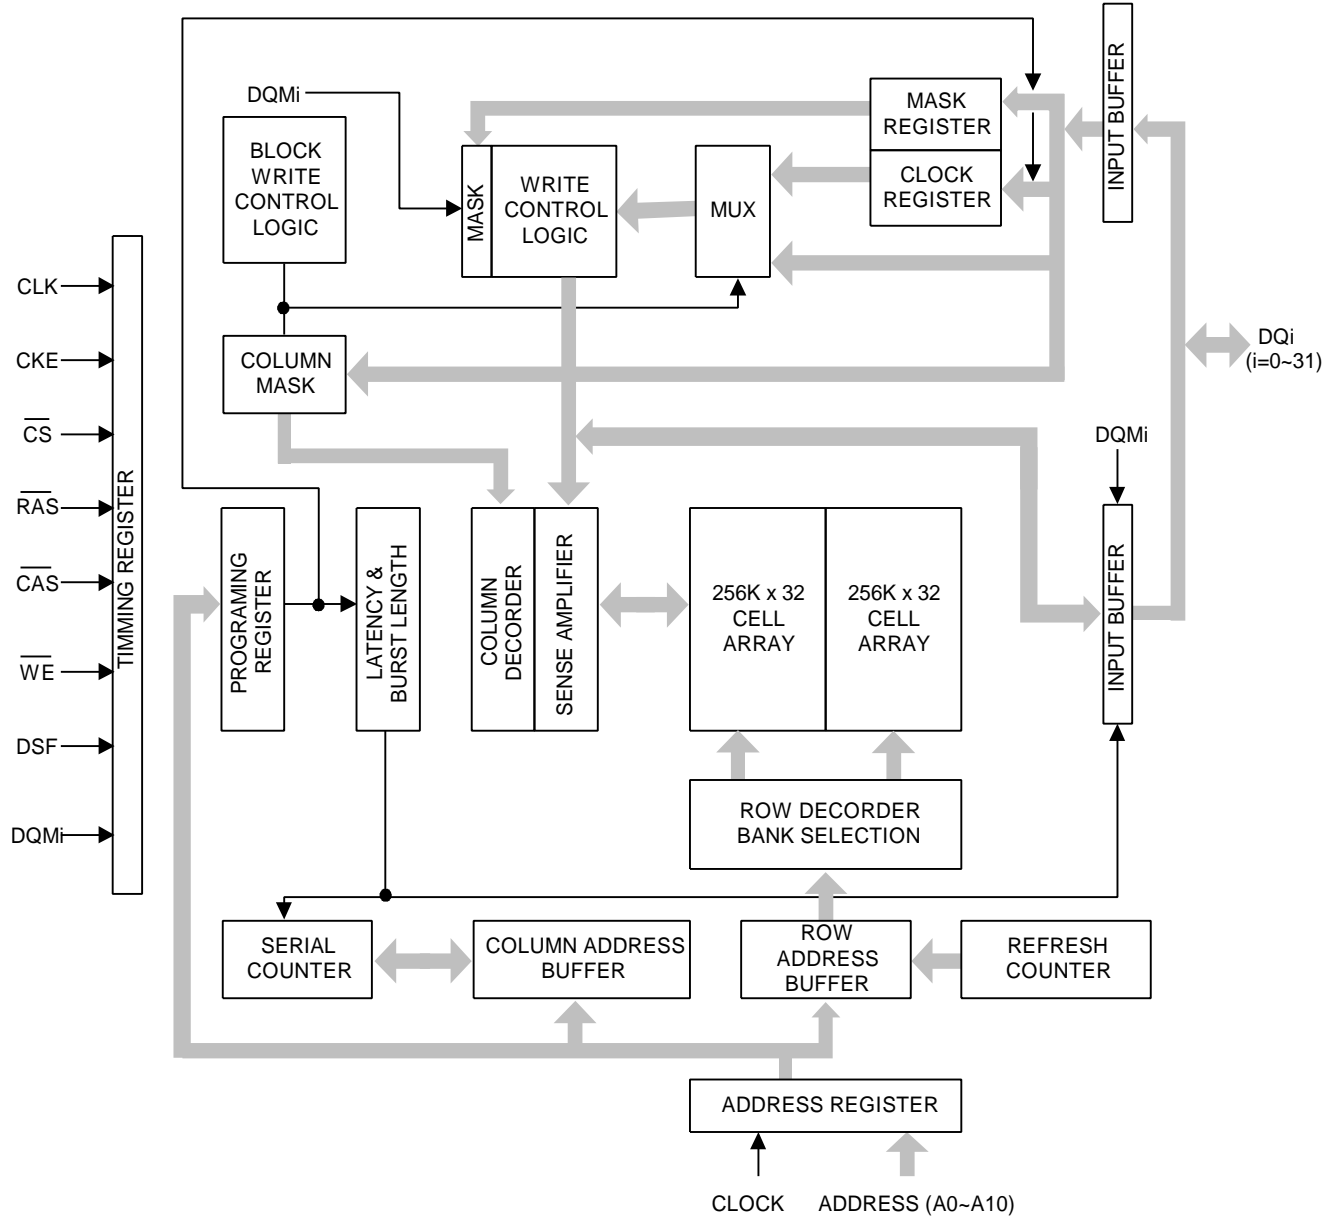 DQMi
BLOCK
WRITE
CONTROL
LOGIC
MASK
WRITE
CONTROL
LOGIC
MUX
MASK
REGISTER
CLOCK
REGISTER
INPUT BUFFER
CLK
CKE
CS
RAS
CAS
WE
DSF
DQMi
TIMMING REGISTER
COLUMN
MASK
DQi
(i=0~31)
DQMi
PROGRAMING
REGISTER
LATENCY &
BURST LENGTH
COLUMN
DECORDER
SENSE AMPLIFIER
256K x 32
CELL
ARRAY
256K x 32
CELL
ARRAY
INPUT BUFFER
ROW DECORDER
BANK SELECTION
SERIAL
COUNTER
COLUMN ADDRESS
BUFFER
ROW
ADDRESS
BUFFER
REFRESH
COUNTER
ADDRESS REGISTER
CLOCK
ADDRESS (A0~A10)